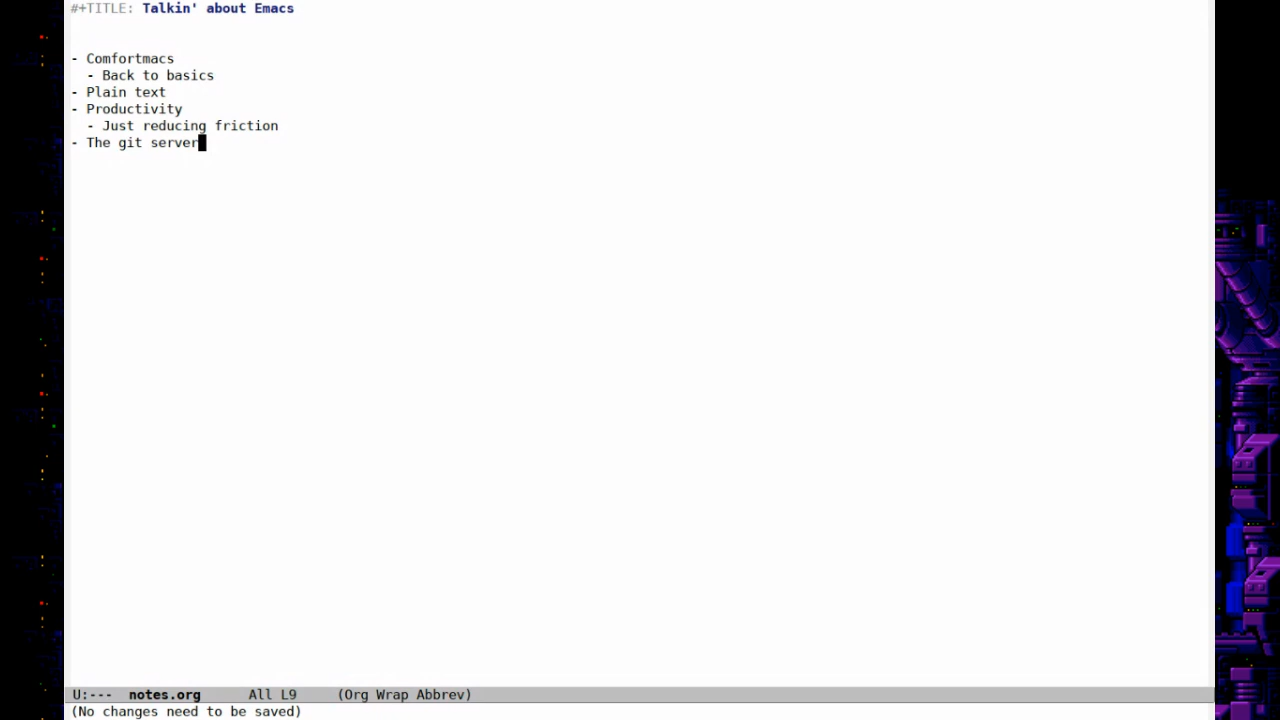 #+TITLE: Talkin' about Emacs
- Comfortmacs
- Back to basics
- Plain text
- Productivity
- Just reducing friction
- The git server
U:--- notes.org All L9 (Org Wrap Abbrev)
(No changes need to be saved)